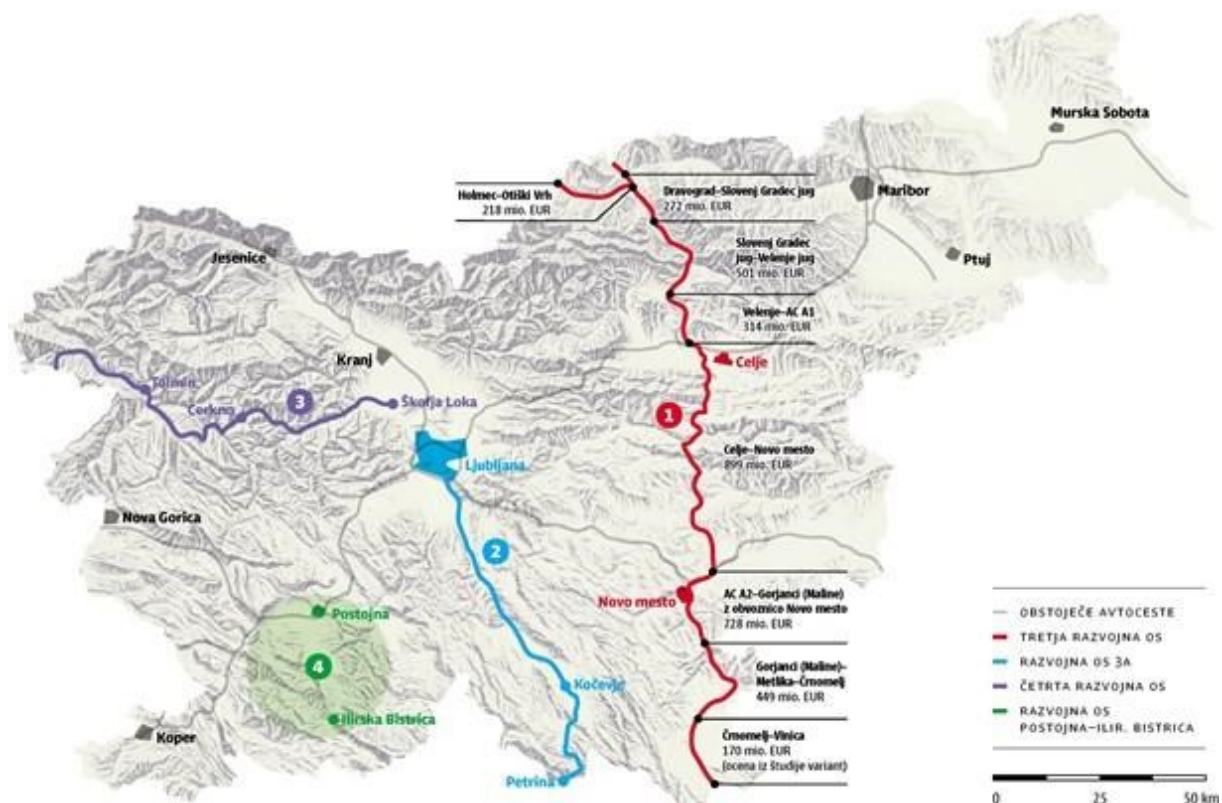 Murska Sobota
Maribor
Ptuj
Holmec–Otiški Vrh
218 mio. EUR
Dravograd–Slovenj Gradec jug
272 mio. EUR
Slovenj Gradec
jug–Velenje jug
501 mio. EUR
Jesenice
Velenje–AC A1
314 mio. EUR
Celje
Kranj
Tolmin
Cerkno
3
Škofja Loka
1
Ljubljana
Celje–Novo mesto
899 mio. EUR
Nova Gorica
2
Postojna
Novo mesto
AC A2–Gorjanci (Maline)
z obvoznico Novo mesto
728 mio. EUR
4
Kočevje
Gorjanci (Maline)–
Metlika–Črnomelj
449 mio. EUR
Ilirska Bistrica
Koper
Črnomelj–Vinica
170 mio. EUR
(ocena iz študije variant)
Petrina
OBSTOJEČE AVTOCESTE
TRETJA RAZVOJNA OS
RAZVOJNA OS 3A
ČETRTA RAZVOJNA OS
RAZVOJNA OS
POSTOJNA–ILIR. BISTRICA
0 25 50 km